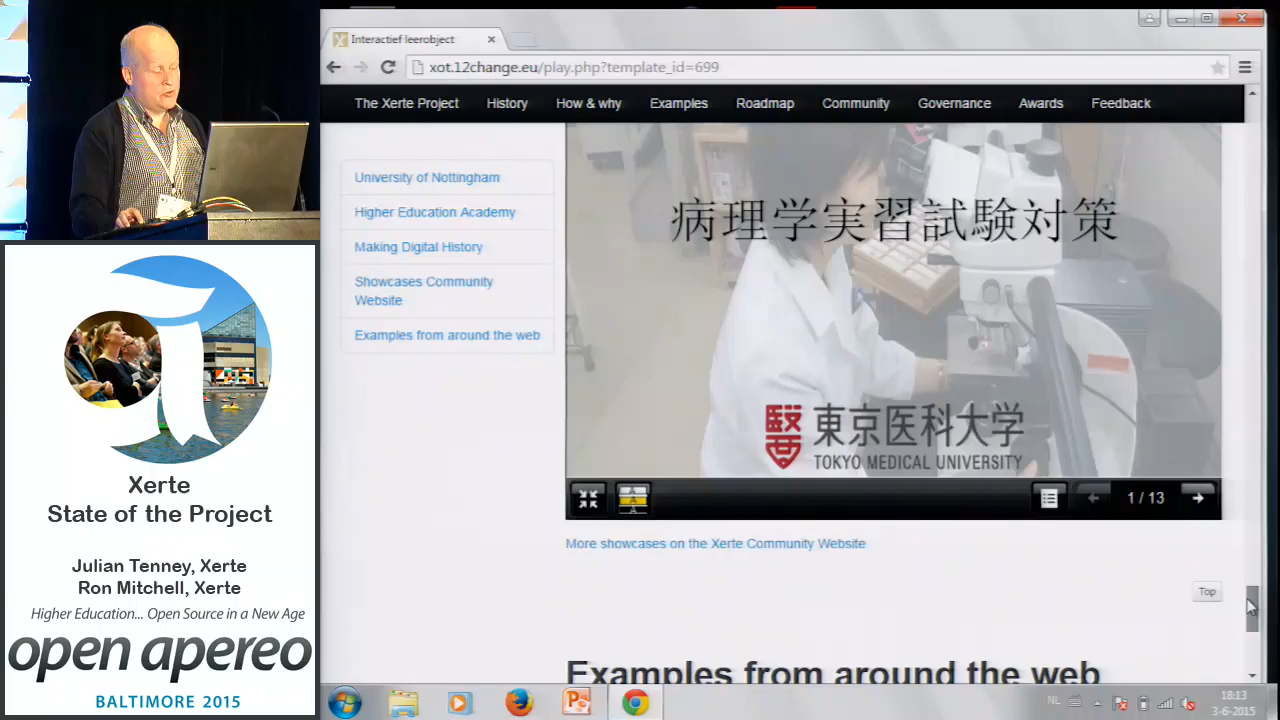 Interactief leerobject
xot.12change.eu/play.php?template_id=699
The Xerte Project History How & why Examples Roadmap Community Governance Awards Feedback
University of Nottingham
Higher Education Academy
Making Digital History
Showcases Community
Website
Examples from around the web
病理学実習試験対策
醫
東京医科大学
TOKYO MEDICAL UNIVERSITY
1 / 13
More showcases on the Xerte Community Website
Top
Examples from around the web
NL
18:13
3-6-2015
Xerte
State of the Project
Julian Tenney, Xerte
Ron Mitchell, Xerte
Higher Education... Open Source in a New Age
open apereo
BALTIMORE 2015